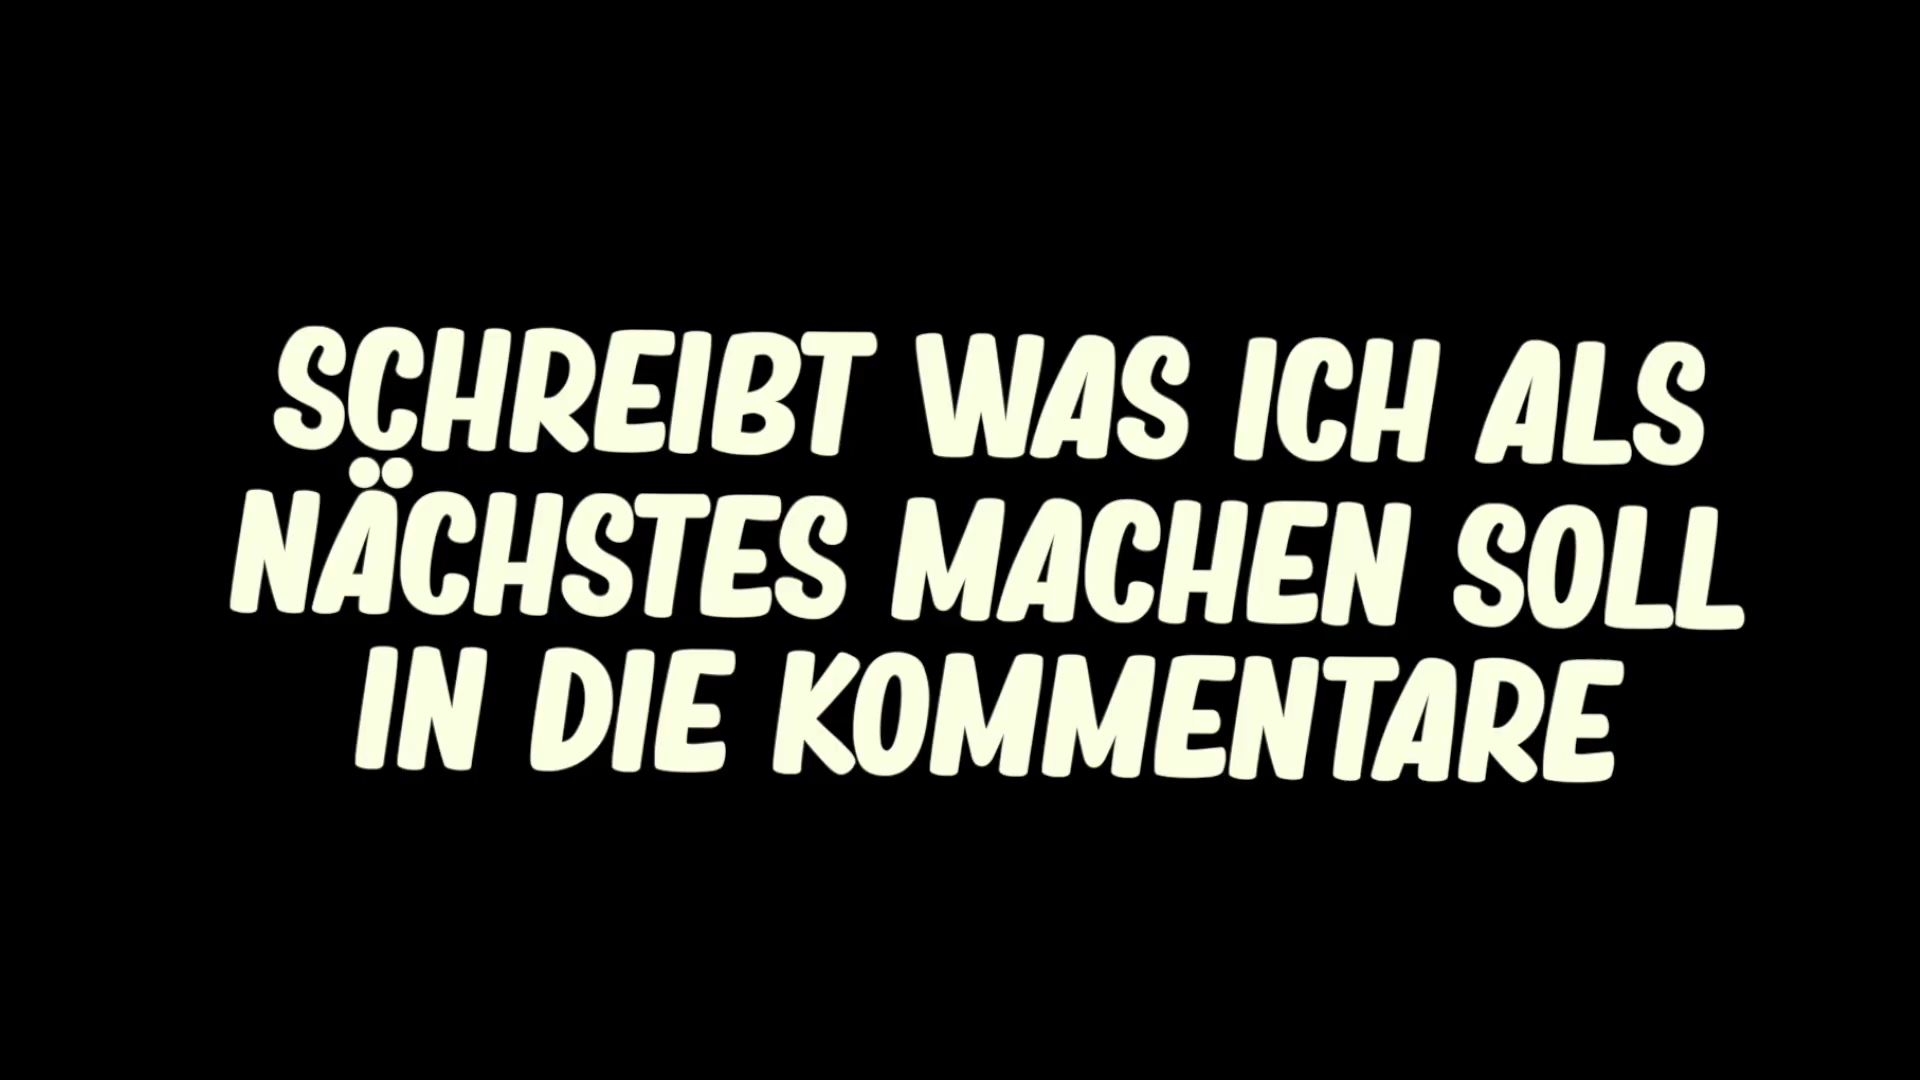 SCHREIBT WAS ICH ALS
NÄCHSTES MACHEN SOLL
IN DIE KOMMENTARE